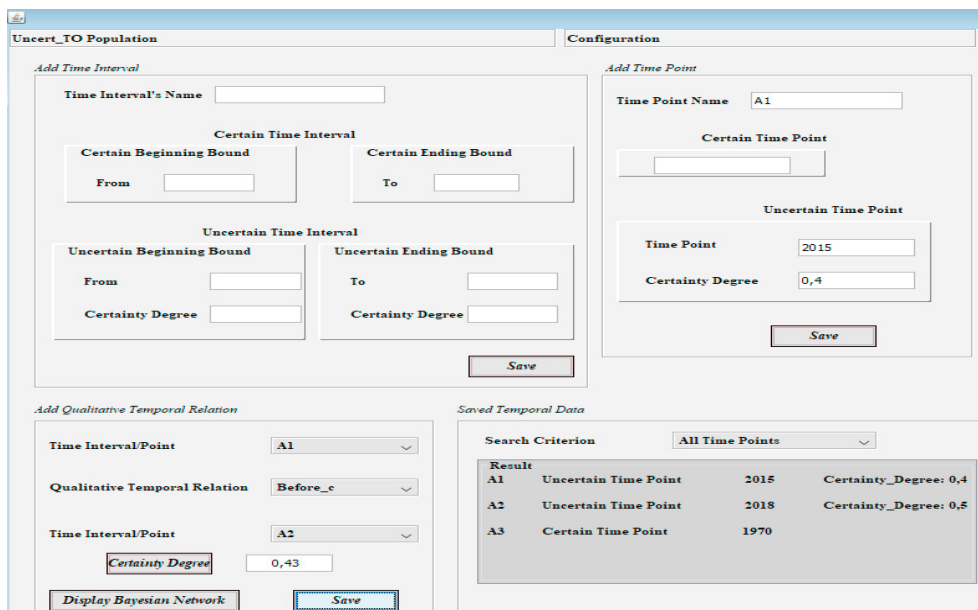 Uncert_TO Population
Configuration
Add Time Interval
Time Interval's Name
Certain Time Interval
Certain Beginning Bound
Certain Ending Bound
From
To
Uncertain Time Interval
Uncertain Beginning Bound
Uncertain Ending Bound
From
To
Certainty Degree
Certainty Degree
Save
Add Time Point
Time Point Name A1
Certain Time Point
Uncertain Time Point
Time Point 2015
Certainty Degree 0,4
Save
Add Qualitative Temporal Relation
Time Interval/Point A1
Qualitative Temporal Relation Before_c
Time Interval/Point A2
Certainty Degree 0,43
Display Bayesian Network Save
Saved Temporal Data
Search Criterion All Time Points
Result
A1 Uncertain Time Point 2015 Certainty_Degree: 0,4
A2 Uncertain Time Point 2018 Certainty_Degree: 0,5
A3 Certain Time Point 1970